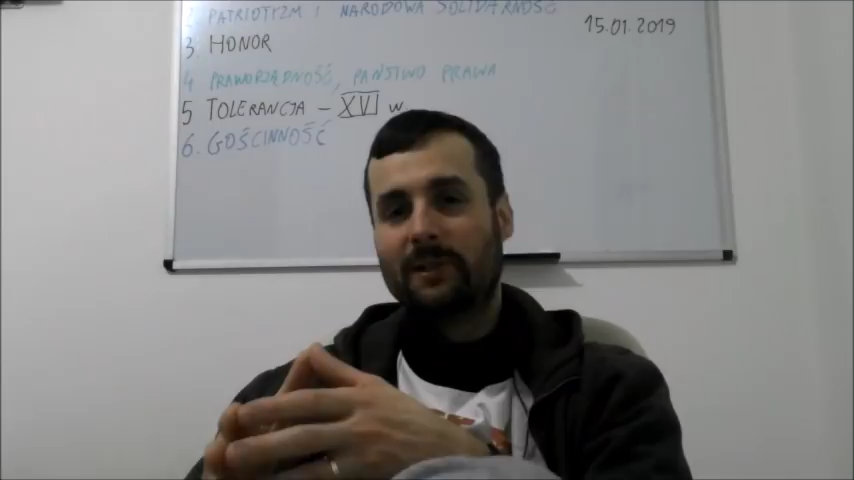 PATRIOTYZM I NARODOWA SOLIDARNOŚĆ
15.01.2019
3. HONOR
4 PRAWORZĄDNOŚĆ, PAŃSTWO PRAWA
5 TOLERANCJA – XVI w
6. GOŚCINNOŚĆ